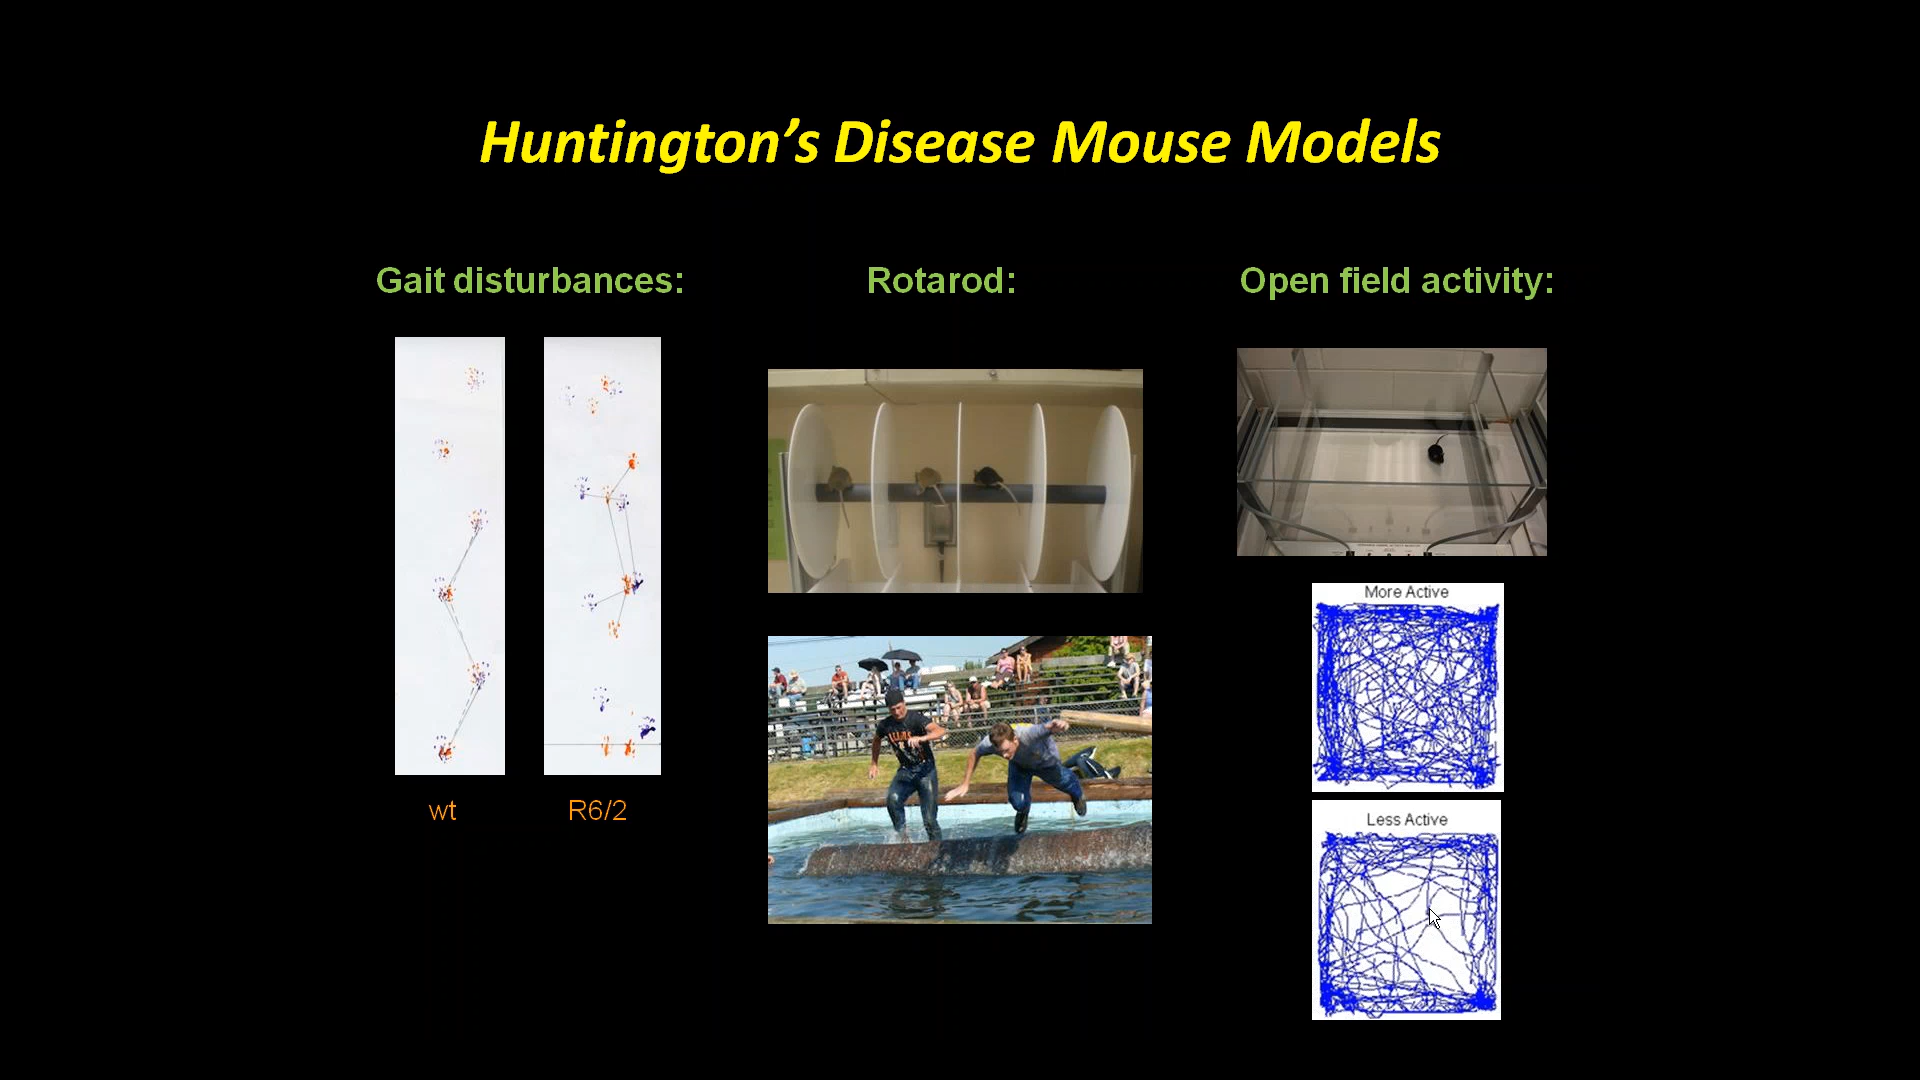 Huntington’s Disease Mouse Models
Gait disturbances:
Rotarod:
Open field activity:
wt
R6/2
More Active
Less Active